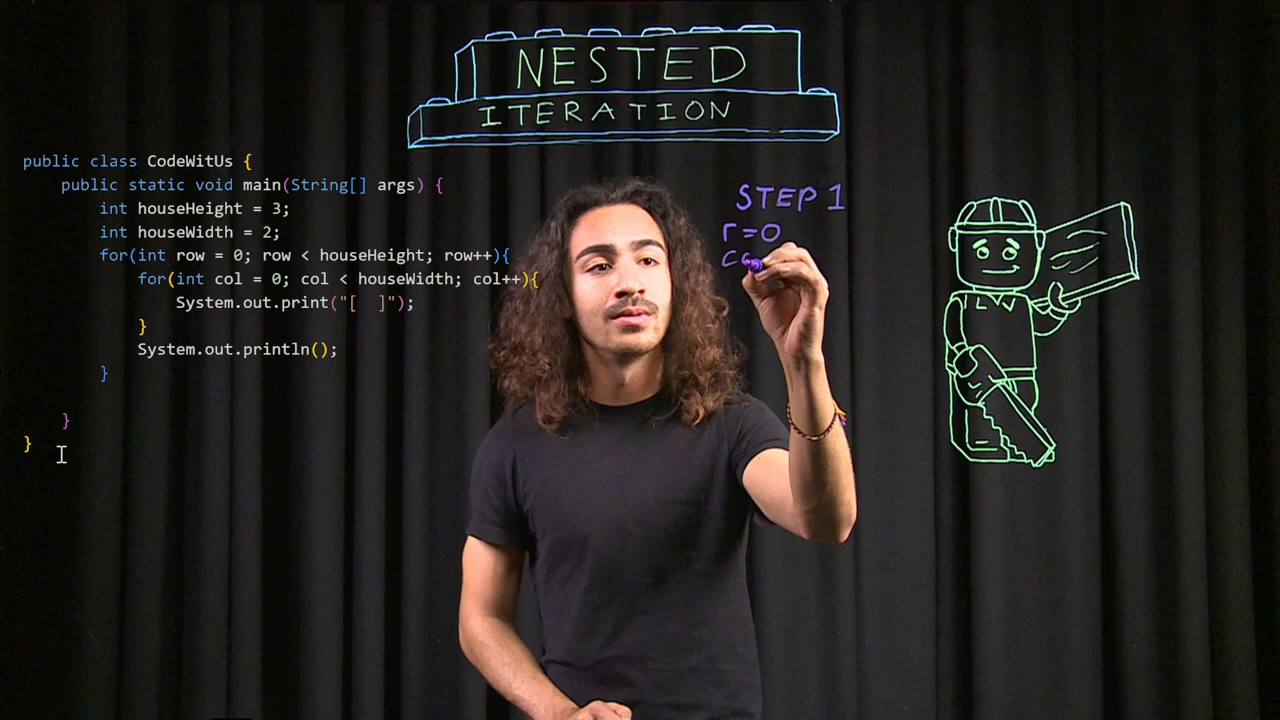 NESTED
ITERATION
public class CodeWitUs {
public static void main(String[] args) {
int houseHeight = 3;
int houseWidth = 2;
for(int row = 0; row < houseHeight; row++){
for(int col = 0; col < houseWidth; col++){
System.out.print("[  ]");
}
System.out.println();
}
}
}
STEP 1
r=0